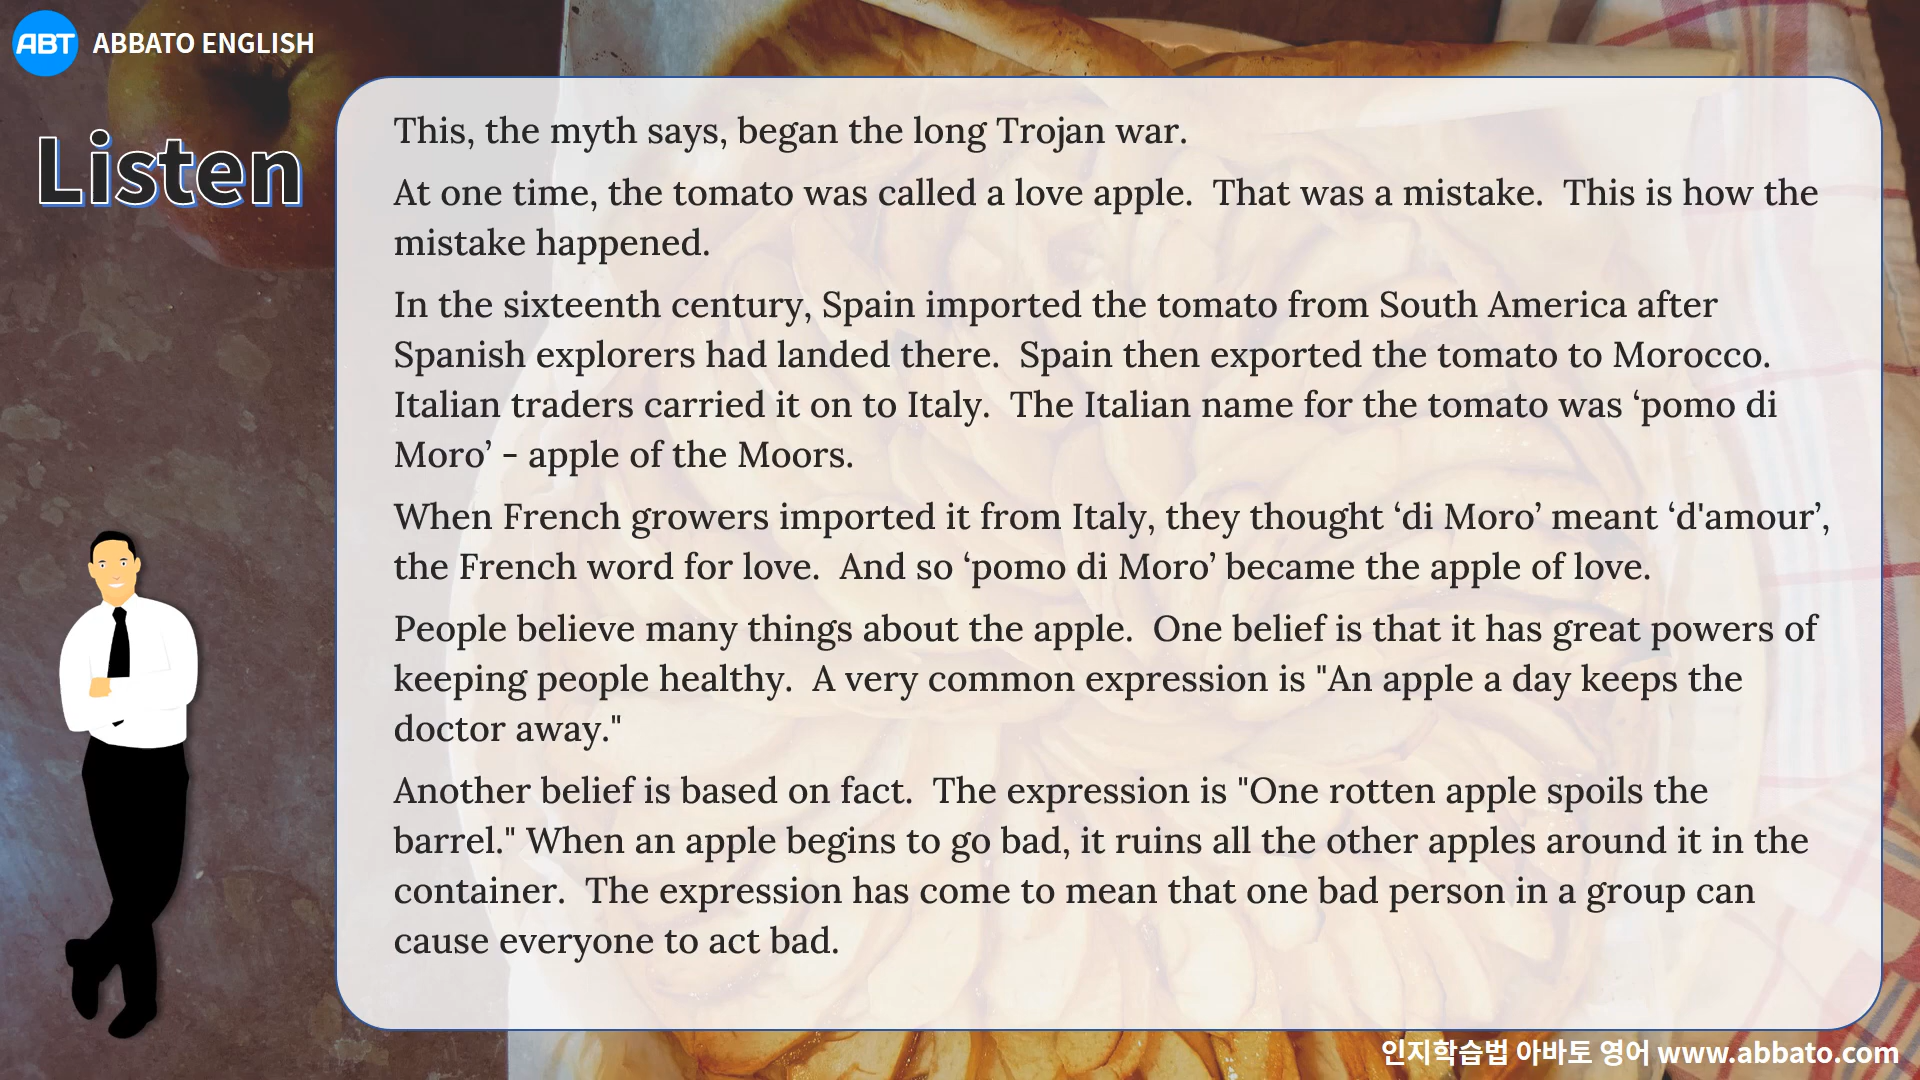 ABT ABBATO ENGLISH
Listen
This, the myth says, began the long Trojan war.
At one time, the tomato was called a love apple.  That was a mistake.  This is how the
mistake happened.
In the sixteenth century, Spain imported the tomato from South America after
Spanish explorers had landed there.  Spain then exported the tomato to Morocco.
Italian traders carried it on to Italy.  The Italian name for the tomato was ‘pomo di
Moro’ - apple of the Moors.
When French growers imported it from Italy, they thought ‘di Moro’ meant ‘d'amour’,
the French word for love.  And so ‘pomo di Moro’ became the apple of love.
People believe many things about the apple.  One belief is that it has great powers of
keeping people healthy.  A very common expression is "An apple a day keeps the
doctor away."
Another belief is based on fact.  The expression is "One rotten apple spoils the
barrel." When an apple begins to go bad, it ruins all the other apples around it in the
container.  The expression has come to mean that one bad person in a group can
cause everyone to act bad.
인지학습법 아바토 영어 www.abbato.com